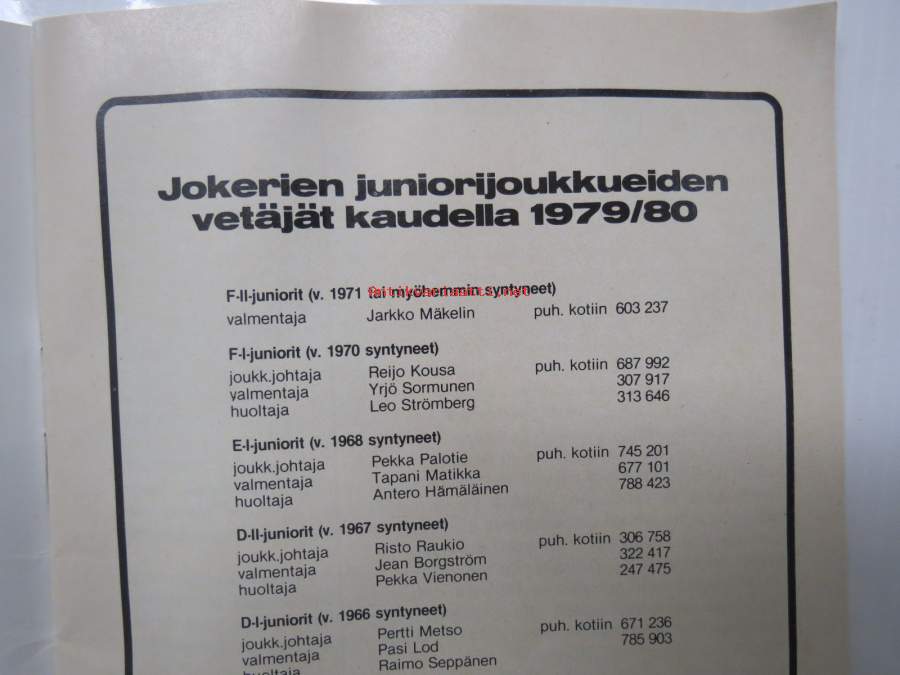 Jokerien juniorijoukkueiden
vetäjät kaudella 1979/80
F-II-juniorit (v. 1971 tai myöhemmin syntyneet)
valmentaja Jarkko Mäkelin puh. kotiin 603 237
F-I-juniorit (v. 1970 syntyneet)
joukk.johtaja Reijo Kousa puh. kotiin 687 992
valmentaja Yrjö Sormunen 307 917
huoltaja Leo Strömberg 313 646
E-I-juniorit (v. 1968 syntyneet)
joukk.johtaja Pekka Palotie puh. kotiin 745 201
valmentaja Tapani Matikka 677 101
huoltaja Antero Hämäläinen 788 423
D-II-juniorit (v. 1967 syntyneet)
joukk.johtaja Risto Raukio puh. kotiin 306 758
valmentaja Jean Borgström 322 417
huoltaja Pekka Vienonen 247 475
D-I-juniorit (v. 1966 syntyneet)
joukk.johtaja Pertti Metso puh. kotiin 671 236
valmentaja Pasi Lod 785 903
huoltaja Raimo Seppänen